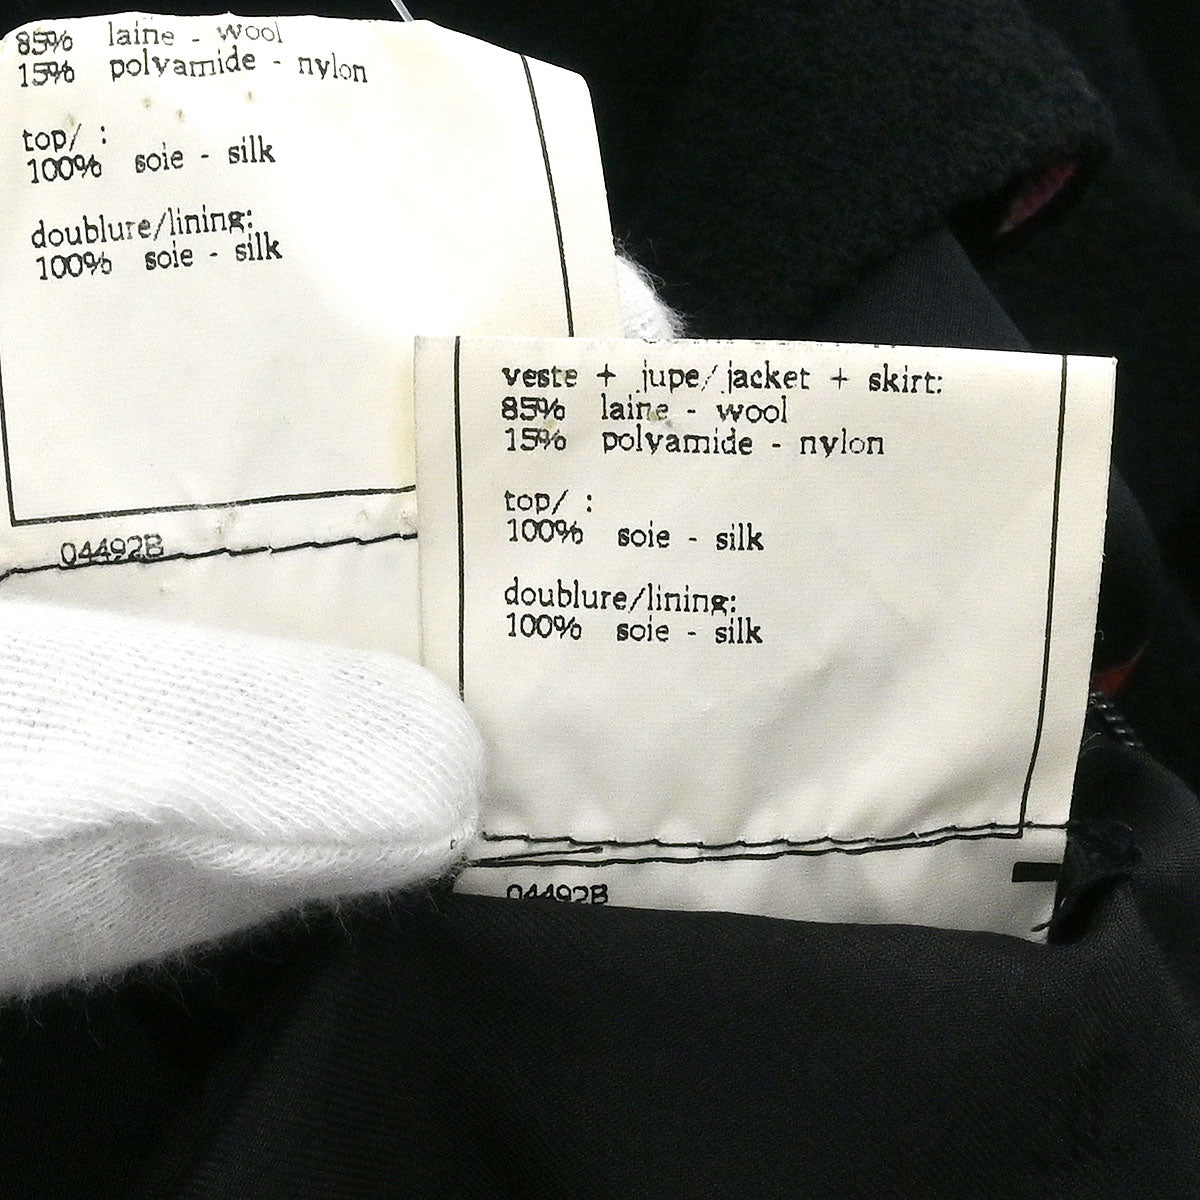 85% laine - wool
15% polyamide - nylon
top/ :
100% soie - silk
doublure/lining:
100% soie - silk
04492B
veste + jupe/jacket + skirt:
85% laine - wool
15% polyamide - nylon
top/ :
100% soie - silk
doublure/lining:
100% soie - silk
04492B